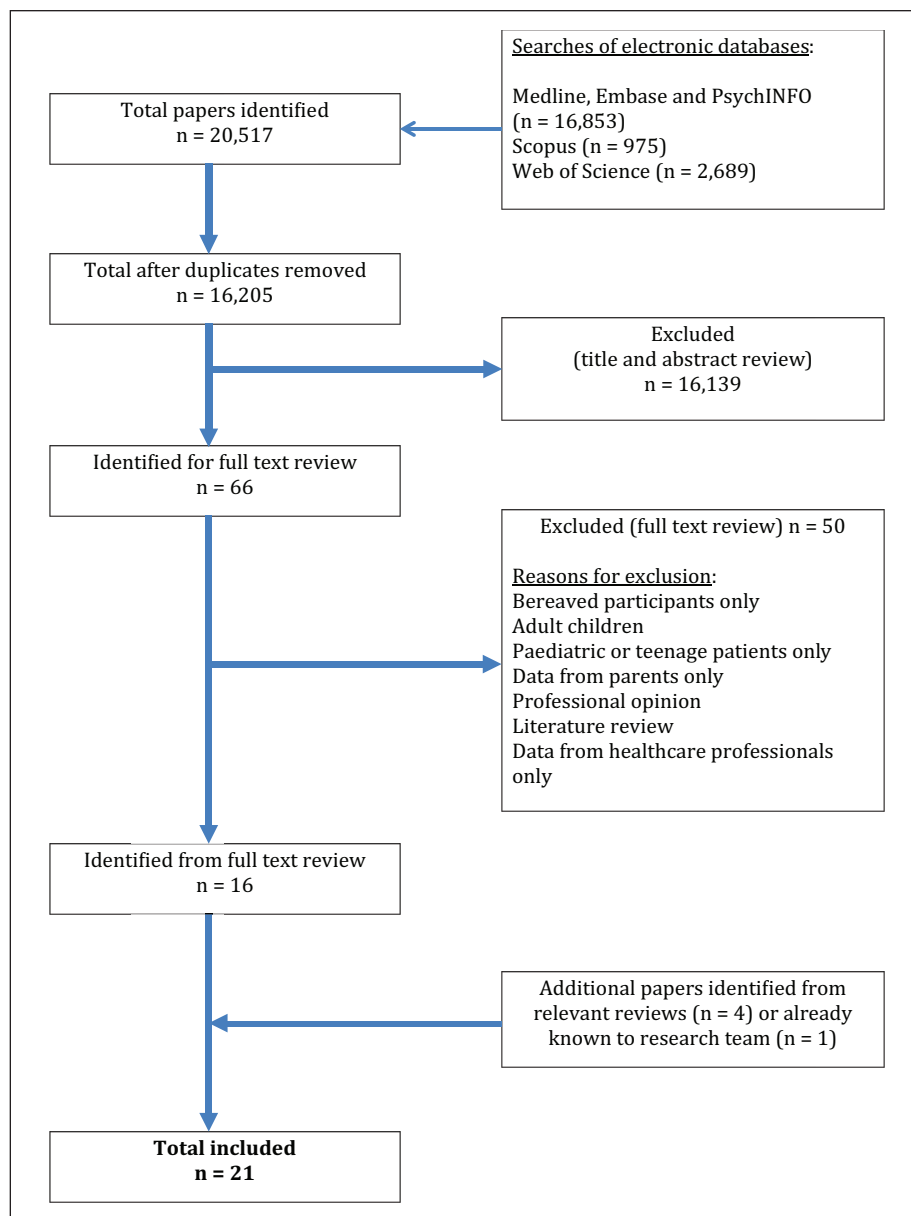 Searches of electronic databases:
Medline, Embase and PsychINFO
(n = 16,853)
Scopus (n = 975)
Web of Science (n = 2,689)
Total papers identified
n = 20,517
Total after duplicates removed
n = 16,205
Excluded
(title and abstract review)
n = 16,139
Identified for full text review
n = 66
Excluded (full text review) n = 50
Reasons for exclusion:
Bereaved participants only
Adult children
Paediatric or teenage patients only
Data from parents only
Professional opinion
Literature review
Data from healthcare professionals
only
Identified from full text review
n = 16
Additional papers identified from
relevant reviews (n = 4) or already
known to research team (n = 1)
Total included
n = 21